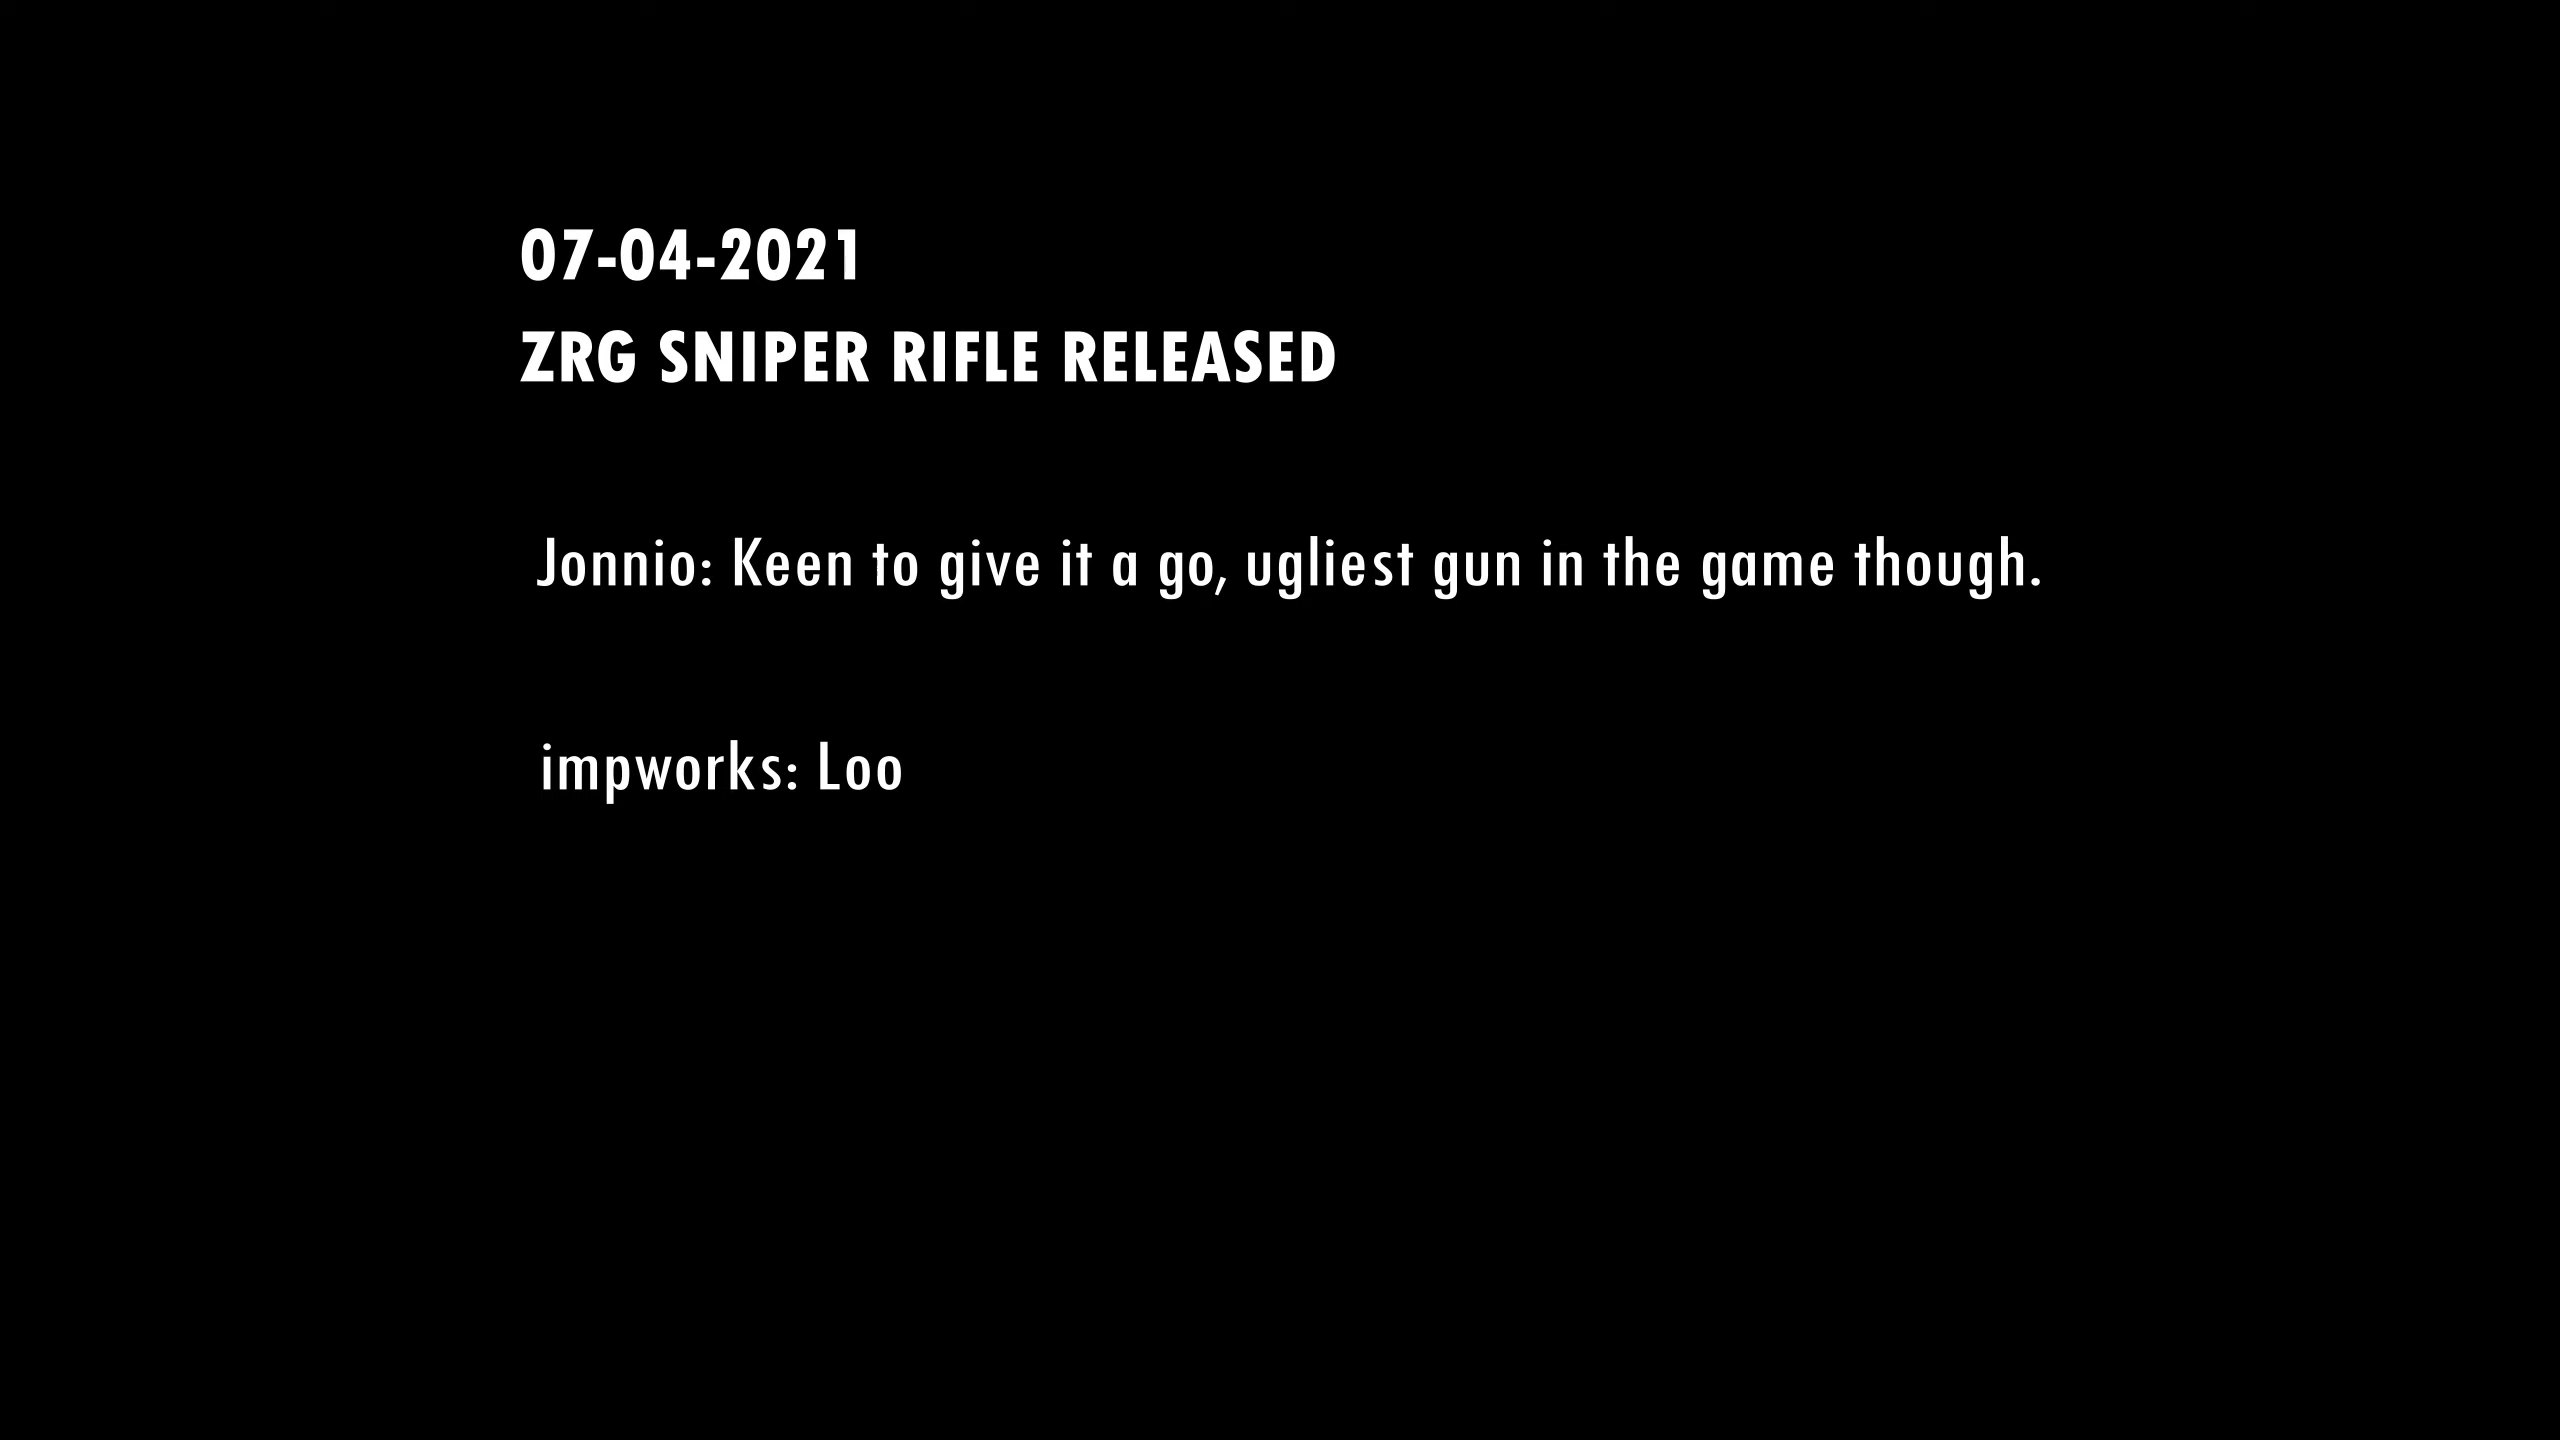 07-04-2021
ZRG SNIPER RIFLE RELEASED
Jonnio: Keen to give it a go, ugliest gun in the game though.
impworks: Loo